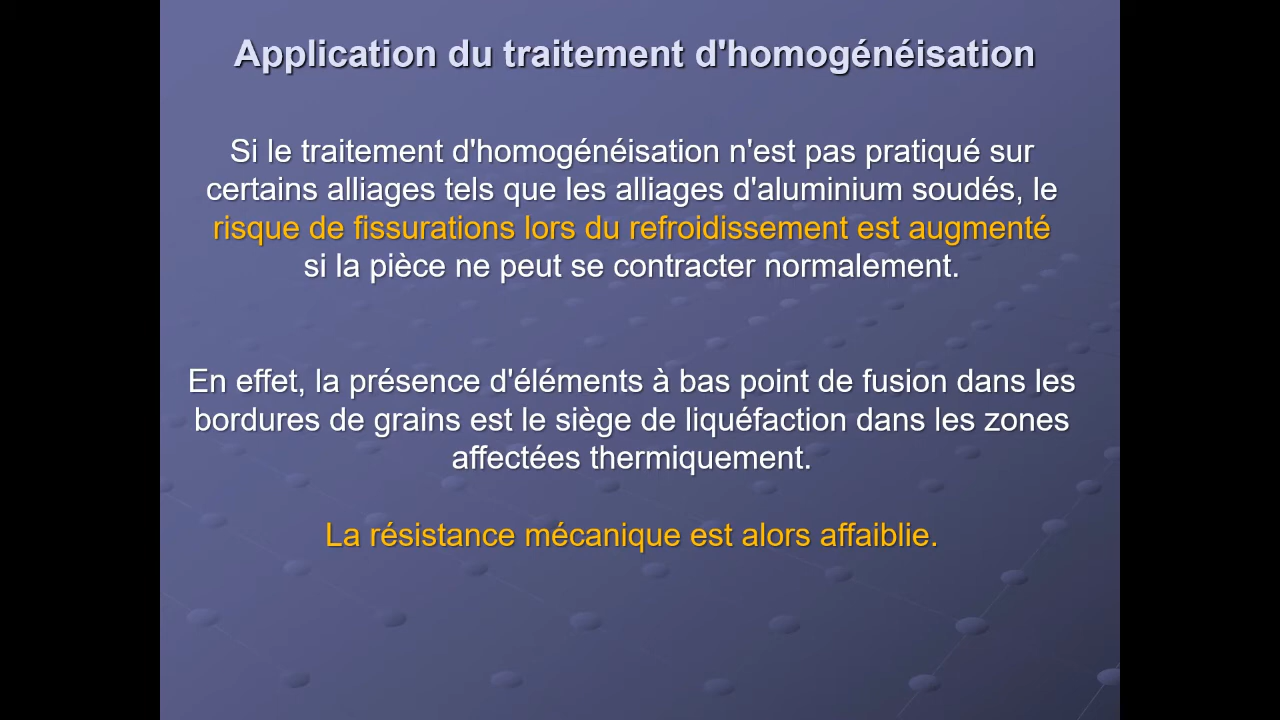 Application du traitement d'homogénéisation
Si le traitement d'homogénéisation n'est pas pratiqué sur
certains alliages tels que les alliages d'aluminium soudés, le
risque de fissurations lors du refroidissement est augmenté
si la pièce ne peut se contracter normalement.
En effet, la présence d'éléments à bas point de fusion dans les
bordures de grains est le siège de liquéfaction dans les zones
affectées thermiquement.
La résistance mécanique est alors affaiblie.